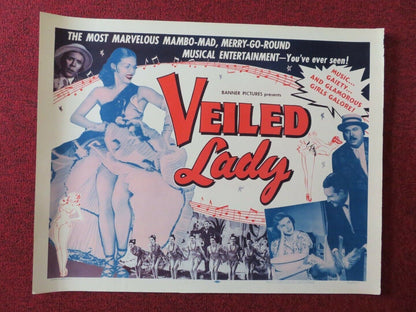 THE MOST MARVELOUS MAMBO-MAD, MERRY-GO-ROUND
MUSICAL ENTERTAINMENT—You've ever seen!
MUSIC...
GAIETY...
AND GLAMOROUS
GIRLS GALORE!
BANNER PICTURES presents
VEILED
Lady